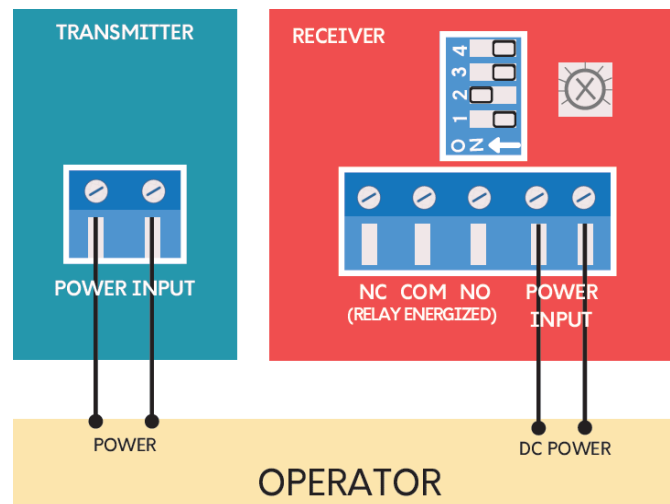 TRANSMITTER
POWER INPUT
RECEIVER
4
3
2
1
ON
NC COM NO
(RELAY ENERGIZED)
POWER
INPUT
POWER
DC POWER
OPERATOR